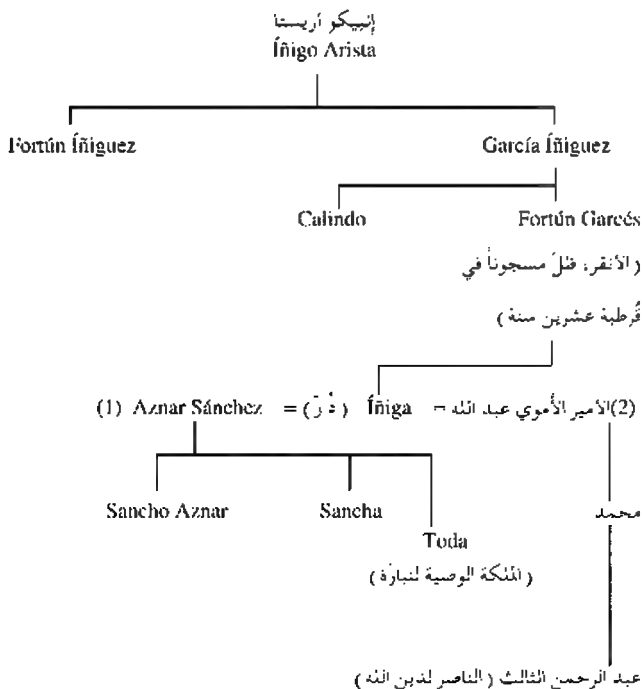 إنييكو أريستا
Íñigo Arista
Fortún Íñiguez García Íñiguez
Calindo Fortún Garcés
( الأنقر، ظلّ مسجوناً في
قُرطبة عشرين سنة )
(1) Aznar Sánchez = ( دُرّ ) Íñiga = الأمير الأموي عبد الله (2)
Sancho Aznar Sancha محمد
Toda
( الملكة الوصية لنبارّة )
عبد الرحمن الثالث ( الناصر لدين الله )